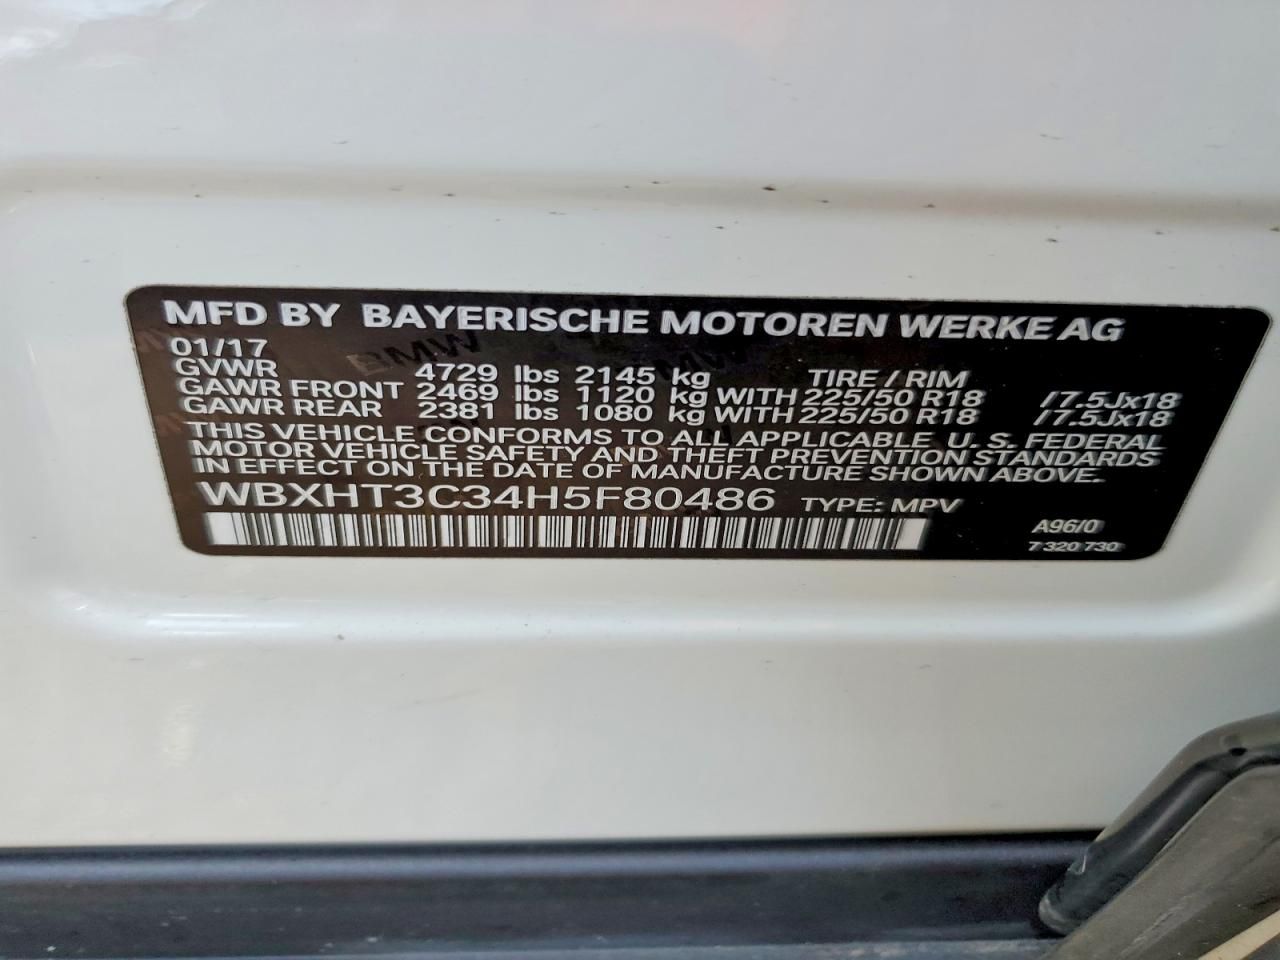 MFD BY BAYERISCHE MOTOREN WERKE AG
01/17
GVWR 4729 lbs 2145 kg TIRE / RIM
GAWR FRONT 2469 lbs 1120 kg WITH 225/50 R18 /7.5Jx18
GAWR REAR 2381 lbs 1080 kg WITH 225/50 R18 /7.5Jx18
THIS VEHICLE CONFORMS TO ALL APPLICABLE U. S. FEDERAL
MOTOR VEHICLE SAFETY AND THEFT PREVENTION STANDARDS
IN EFFECT ON THE DATE OF MANUFACTURE SHOWN ABOVE.
WBXHT3C34H5F80486 TYPE: MPV
A96/0
7 320 730